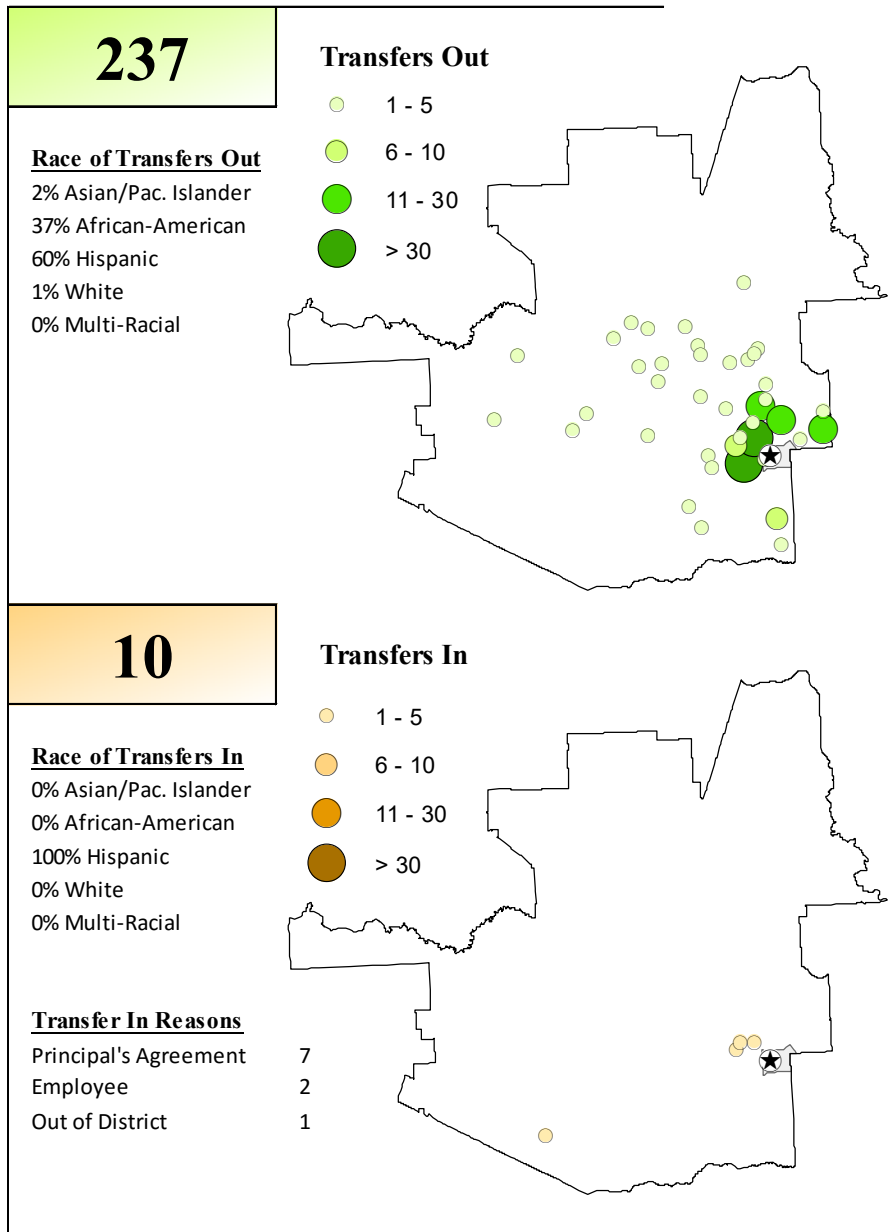 237
Race of Transfers Out
2% Asian/Pac. Islander
37% African-American
60% Hispanic
1% White
0% Multi-Racial
Transfers Out
1 - 5
6 - 10
11 - 30
> 30
10
Race of Transfers In
0% Asian/Pac. Islander
0% African-American
100% Hispanic
0% White
0% Multi-Racial
Transfer In Reasons
Principal's Agreement 7
Employee 2
Out of District 1
Transfers In
1 - 5
6 - 10
11 - 30
> 30